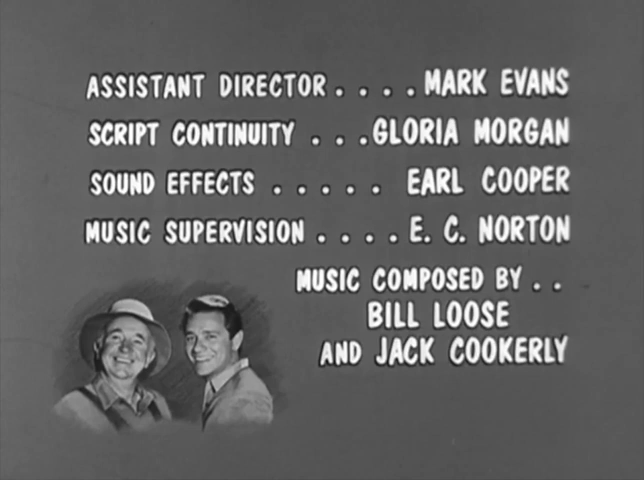 ASSISTANT DIRECTOR . . . . MARK EVANS
SCRIPT CONTINUITY . . . GLORIA MORGAN
SOUND EFFECTS . . . . . EARL COOPER
MUSIC SUPERVISION . . . . E. C. NORTON
MUSIC COMPOSED BY . .
BILL LOOSE
AND JACK COOKERLY